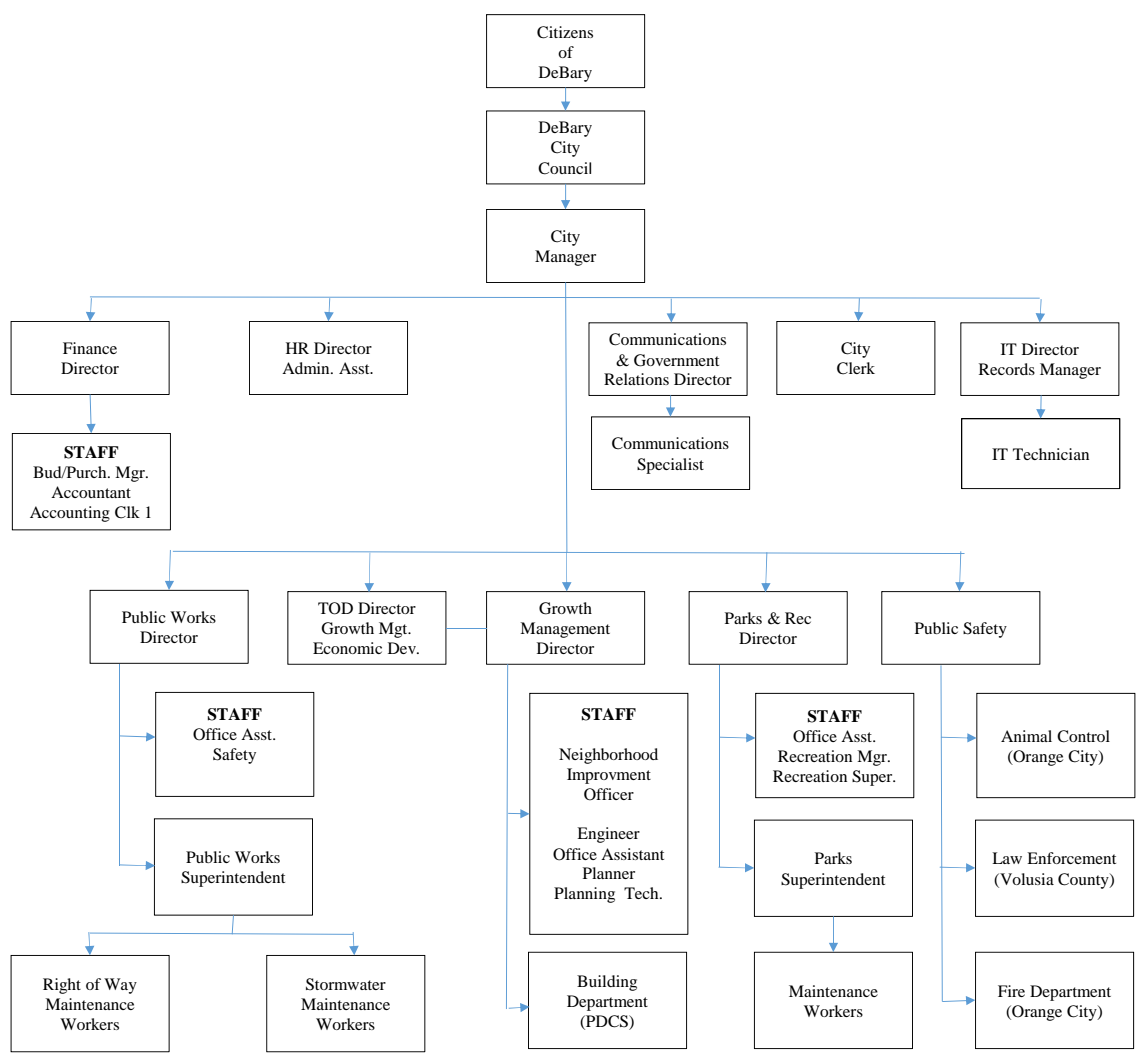 Citizens
of
DeBary
DeBary
City
Council
City
Manager
Finance
Director
HR Director
Admin. Asst.
Communications
& Government
Relations Director
City
Clerk
IT Director
Records Manager
STAFF
Bud/Purch. Mgr.
Accountant
Accounting Clk 1
Communications
Specialist
IT Technician
Public Works
Director
TOD Director
Growth Mgt.
Economic Dev.
Growth
Management
Director
Parks & Rec
Director
Public Safety
STAFF
Office Asst.
Safety
STAFF
Neighborhood
Improvment
Officer
Engineer
Office Assistant
Planner
Planning Tech.
STAFF
Office Asst.
Recreation Mgr.
Recreation Super.
Animal Control
(Orange City)
Public Works
Superintendent
Parks
Superintendent
Law Enforcement
(Volusia County)
Right of Way
Maintenance
Workers
Stormwater
Maintenance
Workers
Building
Department
(PDCS)
Maintenance
Workers
Fire Department
(Orange City)